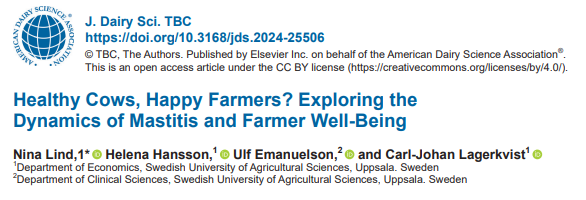 AMERICAN DAIRY SCIENCE ASSOCIATION®
J. Dairy Sci. TBC
https://doi.org/10.3168/jds.2024-25506
© TBC, The Authors. Published by Elsevier Inc. on behalf of the American Dairy Science Association®.
This is an open access article under the CC BY license (https://creativecommons.org/licenses/by/4.0/).
Healthy Cows, Happy Farmers? Exploring the
Dynamics of Mastitis and Farmer Well-Being
Nina Lind,1* Helena Hansson,¹ Ulf Emanuelson,² and Carl-Johan Lagerkvist¹
¹Department of Economics, Swedish University of Agricultural Sciences, Uppsala. Sweden
²Department of Clinical Sciences, Swedish University of Agricultural Sciences, Uppsala. Sweden